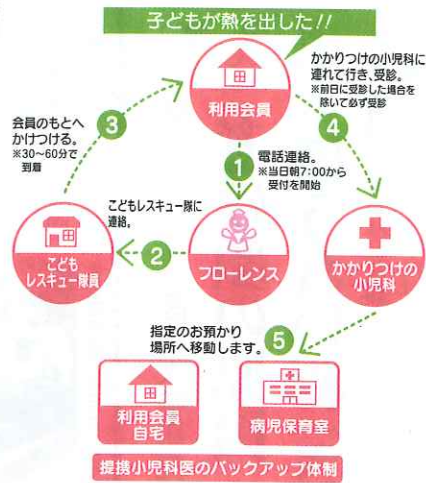 子どもが熱を出した!!
利用会員
かかりつけの小児科に
連れて行き、受診。
※前日に受診した場合を
除いて必ず受診
会員のもとへ
かけつける。
※30〜60分で
到着
3
4
1
電話連絡。
※当日朝7:00から
受付を開始
こどもレスキュー隊に
連絡。
2
こども
レスキュー隊員
フローレンス
かかりつけの
小児科
指定のお預かり
場所へ移動します。
5
利用会員
自宅
病児保育室
提携小児科医のバックアップ体制